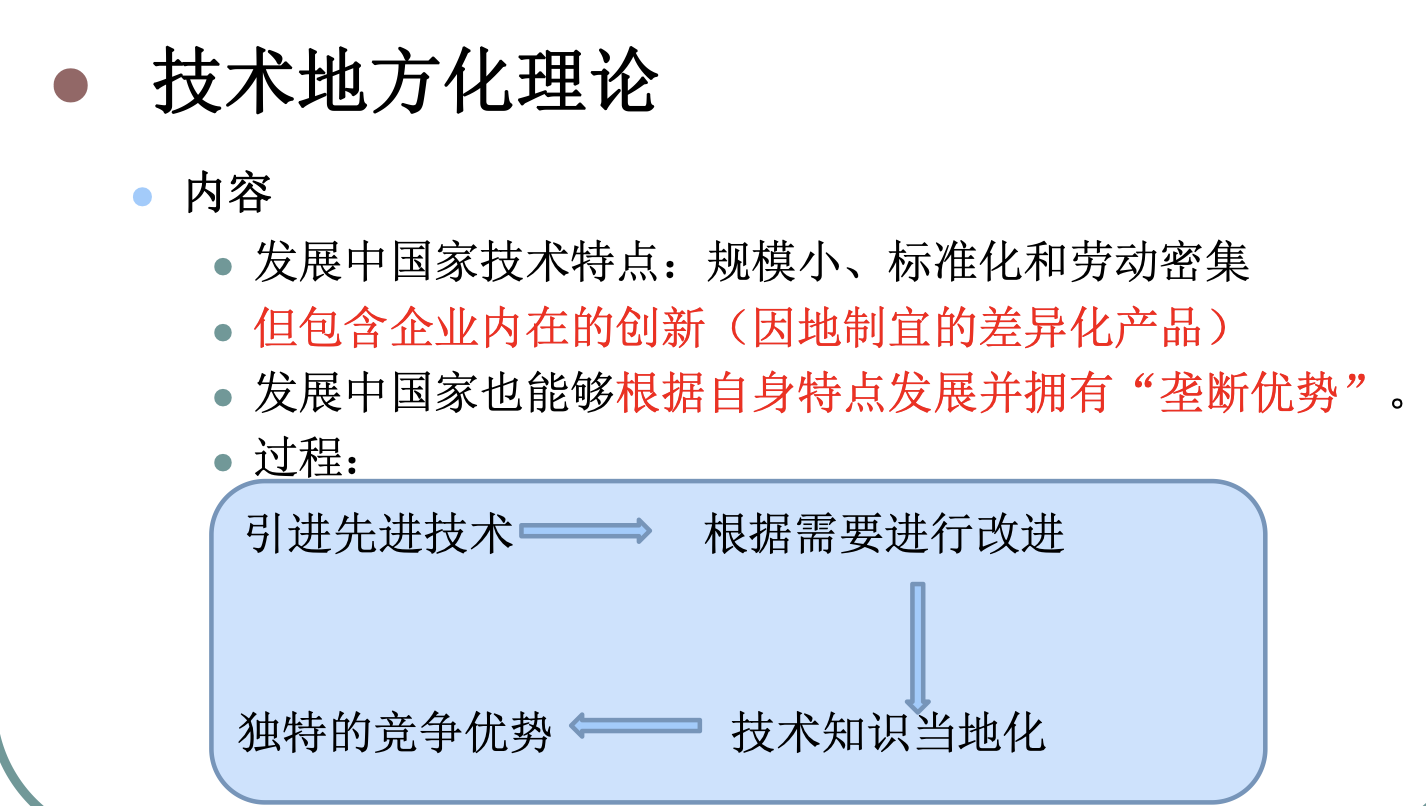 技术地方化理论
内容
发展中国家技术特点：规模小、标准化和劳动密集
但包含企业内在的创新（因地制宜的差异化产品）
发展中国家也能够根据自身特点发展并拥有“垄断优势”。
过程：
引进先进技术
根据需要进行改进
技术知识当地化
独特的竞争优势